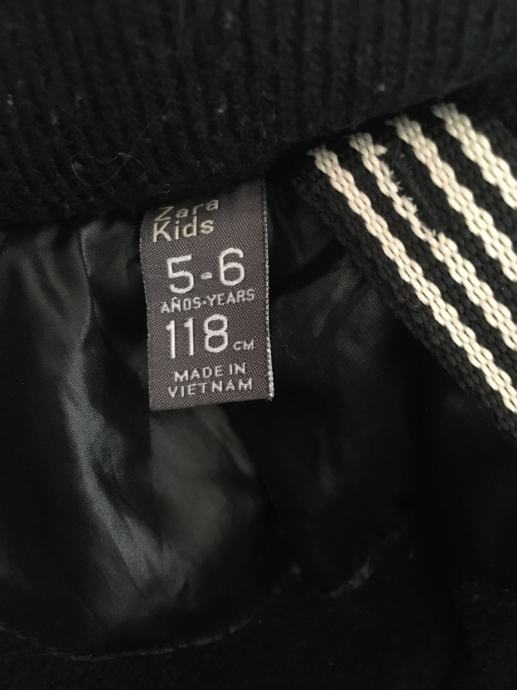 Zara
Kids
5-6
AÑOS-YEARS
118 CM
MADE IN
VIETNAM